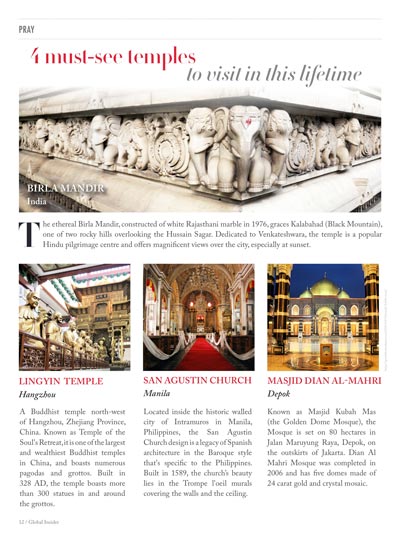 PRAY
4 must-see temples
to visit in this lifetime
BIRLA MANDIR
India
The ethereal Birla Mandir, constructed of white Rajasthani marble in 1976, graces Kalabahad (Black Mountain),
one of two rocky hills overlooking the Hussain Sagar. Dedicated to Venkateshwara, the temple is a popular
Hindu pilgrimage centre and offers magnificent views over the city, especially at sunset.
LINGYIN TEMPLE
Hangzhou
A Buddhist temple north-west
of Hangzhou, Zhejiang Province,
China. Known as Temple of the
Soul's Retreat, it is one of the largest
and wealthiest Buddhist temples
in China, and boasts numerous
pagodas and grottos. Built in
328 AD, the temple boasts more
than 300 statues in and around
the grottos.
SAN AGUSTIN CHURCH
Manila
Located inside the historic walled
city of Intramuros in Manila,
Philippines, the San Agustin
Church design is a legacy of Spanish
architecture in the Baroque style
that's specific to the Philippines.
Built in 1589, the church's beauty
lies in the Trompe l'oeil murals
covering the walls and the ceiling.
MASJID DIAN AL-MAHRI
Depok
Known as Masjid Kubah Mas
(the Golden Dome Mosque), the
Mosque is set on 80 hectares in
Jalan Maruyung Raya, Depok, on
the outskirts of Jakarta. Dian Al
Mahri Mosque was completed in
2006 and has five domes made of
24 carat gold and crystal mosaic.
12 / Global Insider